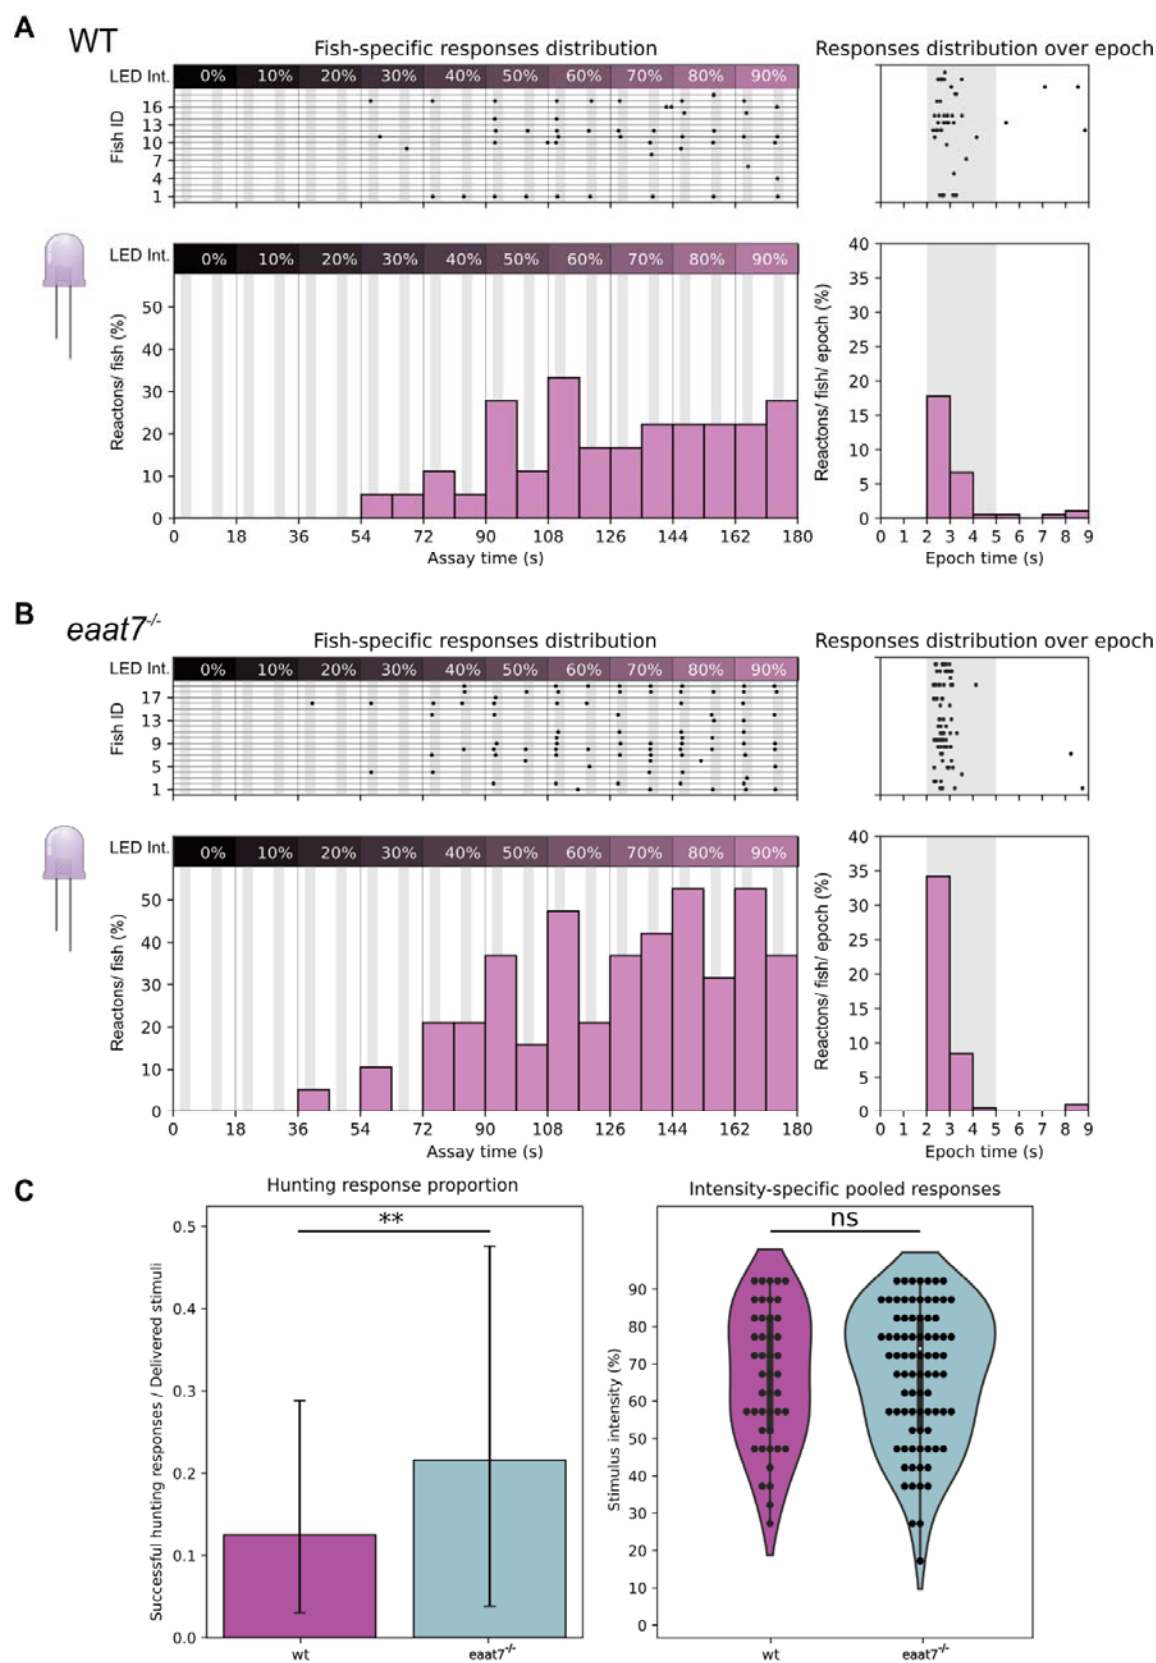 A
WT
Fish-specific responses distribution
Responses distribution over epoch
LED Int. 0% 10% 20% 30% 40% 50% 60% 70% 80% 90%
Fish ID
16
13
10
7
4
1
LED Int. 0% 10% 20% 30% 40% 50% 60% 70% 80% 90%
Reactons/ fish (%)
50
40
30
20
10
0
0 18 36 54 72 90 108 126 144 162 180
Assay time (s)
Reactons/ fish/ epoch (%)
40
35
30
25
20
15
10
5
0
0 1 2 3 4 5 6 7 8 9
Epoch time (s)
B
eaat7-/-
Fish-specific responses distribution
Responses distribution over epoch
LED Int. 0% 10% 20% 30% 40% 50% 60% 70% 80% 90%
Fish ID
17
13
9
5
1
LED Int. 0% 10% 20% 30% 40% 50% 60% 70% 80% 90%
Reactons/ fish (%)
50
40
30
20
10
0
0 18 36 54 72 90 108 126 144 162 180
Assay time (s)
Reactons/ fish/ epoch (%)
40
35
30
25
20
15
10
5
0
0 1 2 3 4 5 6 7 8 9
Epoch time (s)
C
Hunting response proportion
**
Successful hunting responses / Delivered stimuli
0.5
0.4
0.3
0.2
0.1
0.0
wt eaat7-/-
Intensity-specific pooled responses
ns
Stimulus intensity (%)
90
80
70
60
50
40
30
20
10
0
wt eaat7-/-